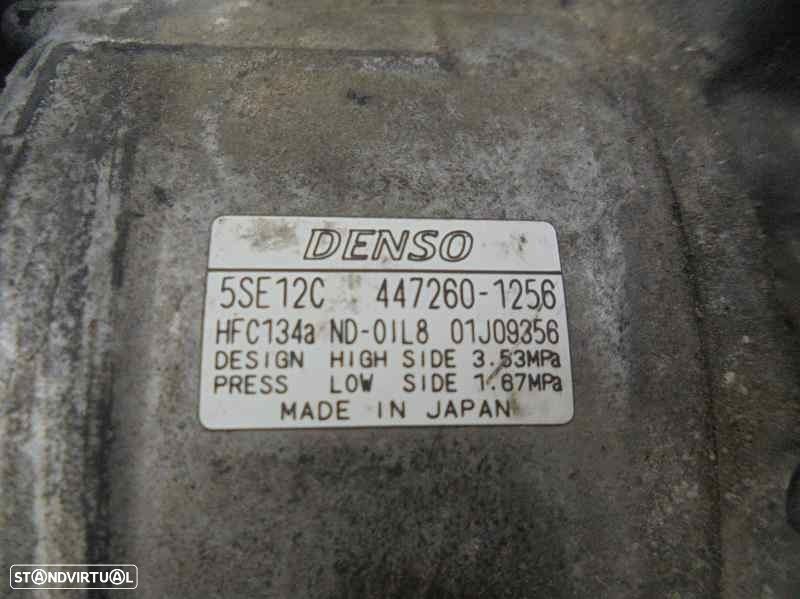 DENSO
5SE12C 447260-1256
HFC134a ND-OIL8 01J09356
DESIGN HIGH SIDE 3.53MPa
PRESS LOW SIDE 1.67MPa
MADE IN JAPAN
STANDVIRTUAL